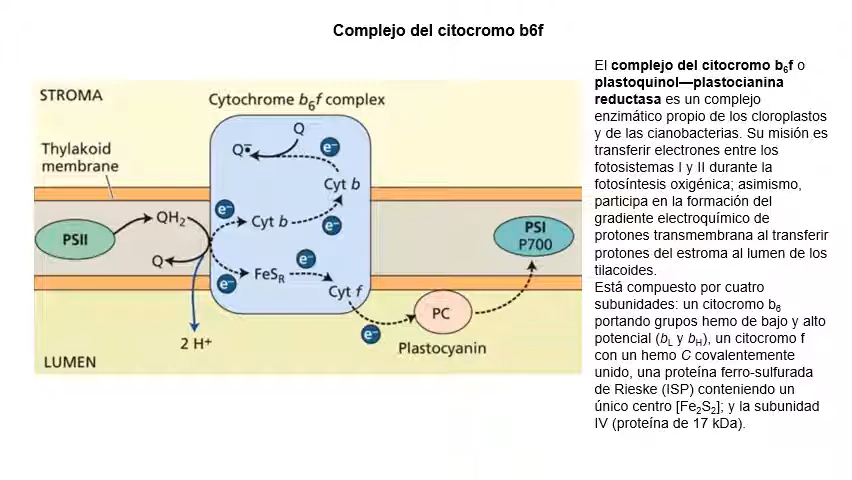 Complejo del citocromo b6f
STROMA
Cytochrome b₆f complex
Thylakoid
membrane
Q
Q•⁻
e⁻
Cyt b
e⁻
e⁻
Cyt b
QH₂
PSII
Q
e⁻
e⁻
FeS_R
Cyt f
PSI
P700
e⁻
PC
Plastocyanin
2 H⁺
LUMEN
El complejo del citocromo b₆f o
plastoquinol—plastocianina
reductasa es un complejo
enzimático propio de los cloroplastos
y de las cianobacterias. Su misión es
transferir electrones entre los
fotosistemas I y II durante la
fotosíntesis oxigénica; asimismo,
participa en la formación del
gradiente electroquímico de
protones transmembrana al transferir
protones del estroma al lumen de los
tilacoides.
Está compuesto por cuatro
subunidades: un citocromo b₆
portando grupos hemo de bajo y alto
potencial (b_L y b_H), un citocromo f
con un hemo C covalentemente
unido, una proteína ferro-sulfurada
de Rieske (ISP) conteniendo un
único centro [Fe₂S₂]; y la subunidad
IV (proteína de 17 kDa).